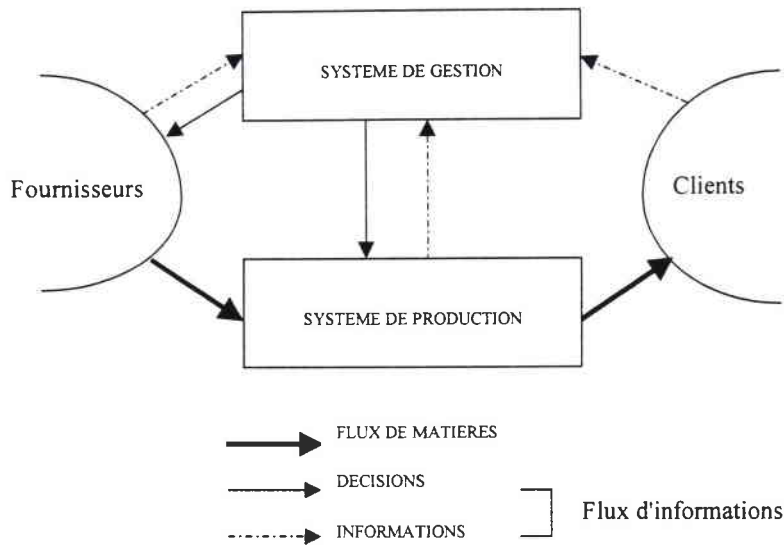 SYSTEME DE GESTION
Fournisseurs
Clients
SYSTEME DE PRODUCTION
FLUX DE MATIERES
DECISIONS
Flux d'informations
INFORMATIONS